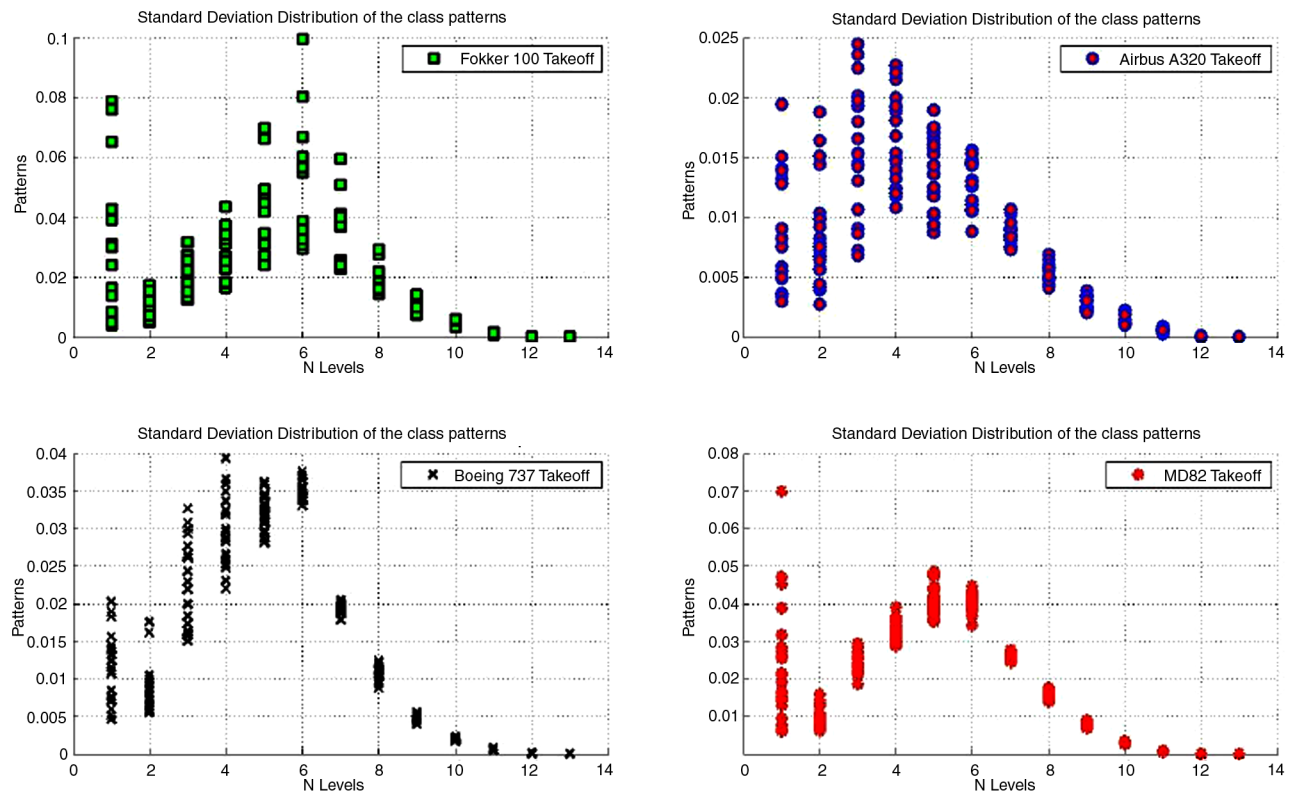 Standard Deviation Distribution of the class patterns
Fokker 100 Takeoff
Patterns
0.1
0.08
0.06
0.04
0.02
0
0 2 4 6 8 10 12 14
N Levels
Standard Deviation Distribution of the class patterns
Airbus A320 Takeoff
Patterns
0.025
0.02
0.015
0.01
0.005
0
0 2 4 6 8 10 12 14
N Levels
Standard Deviation Distribution of the class patterns
Boeing 737 Takeoff
Patterns
0.04
0.035
0.03
0.025
0.02
0.015
0.01
0.005
0
0 2 4 6 8 10 12 14
N Levels
Standard Deviation Distribution of the class patterns
MD82 Takeoff
Patterns
0.08
0.07
0.06
0.05
0.04
0.03
0.02
0.01
0 2 4 6 8 10 12 14
N Levels